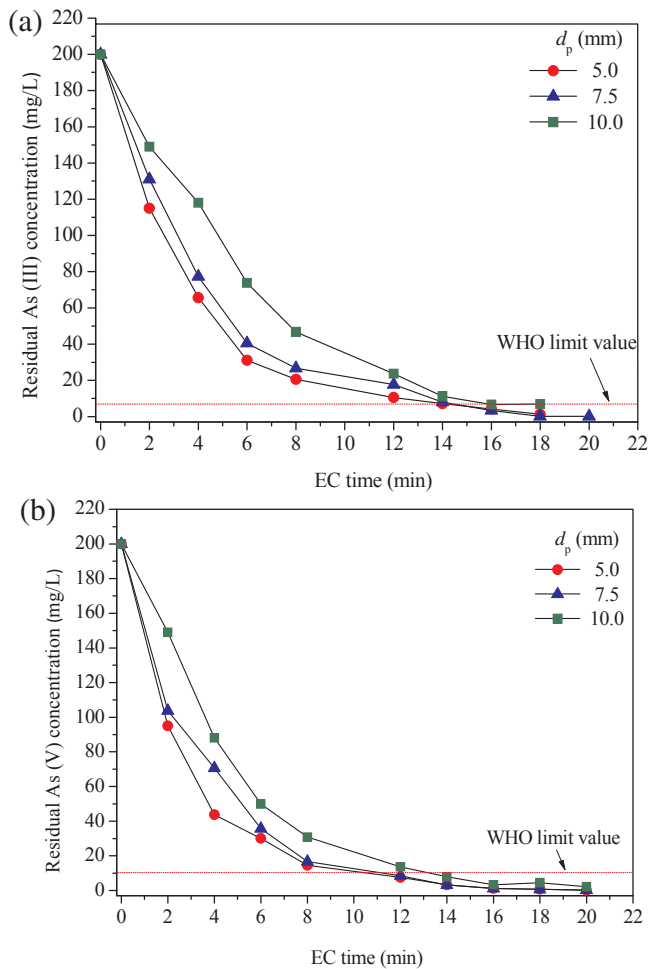 (a)
220
200
180
160
140
120
100
80
60
40
20
0
Residual As (III) concentration (mg/L)
d_p (mm)
5.0
7.5
10.0
WHO limit value
0 2 4 6 8 10 12 14 16 18 20 22
EC time (min)
(b)
220
200
180
160
140
120
100
80
60
40
20
0
Residual As (V) concentration (mg/L)
d_p (mm)
5.0
7.5
10.0
WHO limit value
0 2 4 6 8 10 12 14 16 18 20 22
EC time (min)